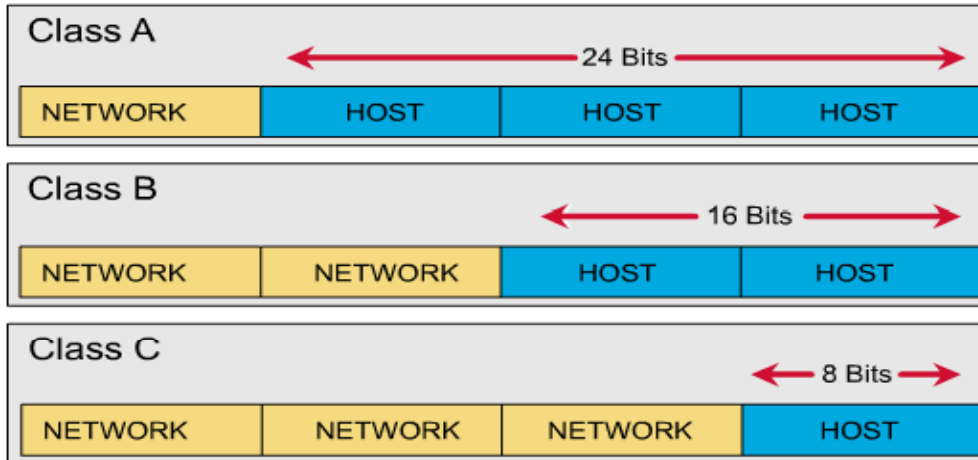 Class A
24 Bits
NETWORK HOST HOST HOST
Class B
16 Bits
NETWORK NETWORK HOST HOST
Class C
8 Bits
NETWORK NETWORK NETWORK HOST